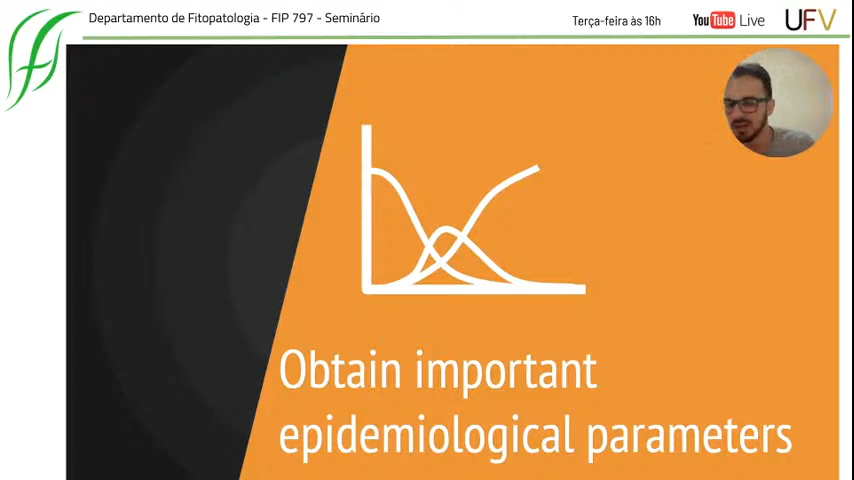 Departamento de Fitopatologia - FIP 797 - Seminário
Terça-feira às 16h
YouTube Live
UFV
Obtain important
epidemiological parameters